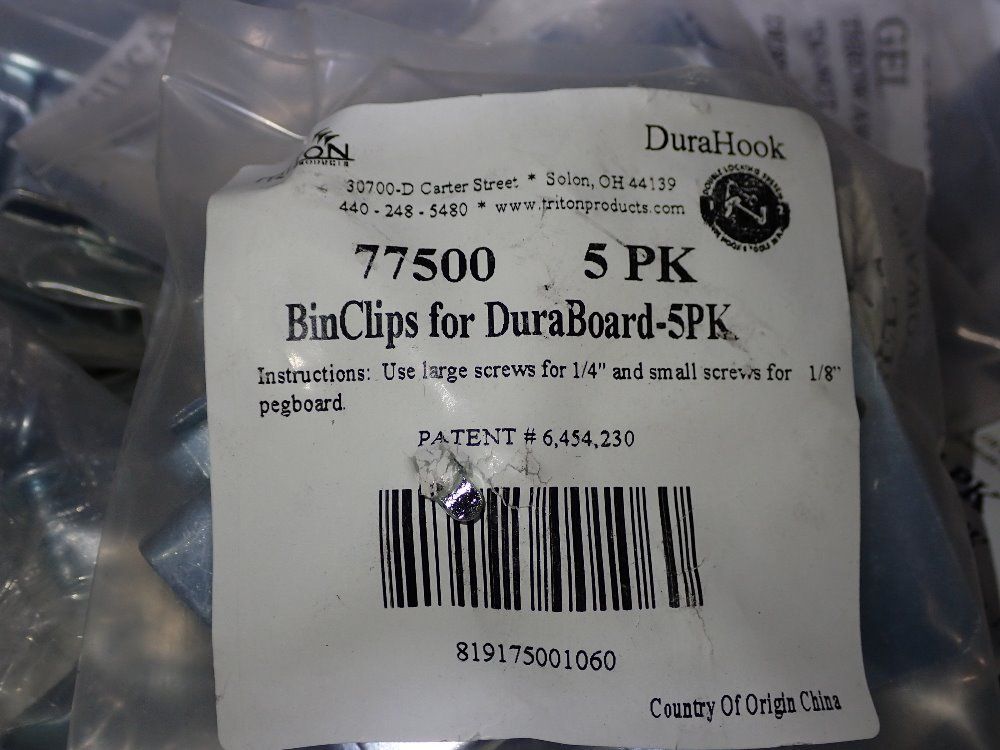 DuraHook
30700-D Carter Street * Solon, OH 44139
440 - 248 - 5480 * www.tritonproducts.com
77500 5 PK
BinClips for DuraBoard-5PK
Instructions: Use large screws for 1/4" and small screws for 1/8"
pegboard.
PATENT # 6,454,230
819175001060
Country Of Origin China
GEL